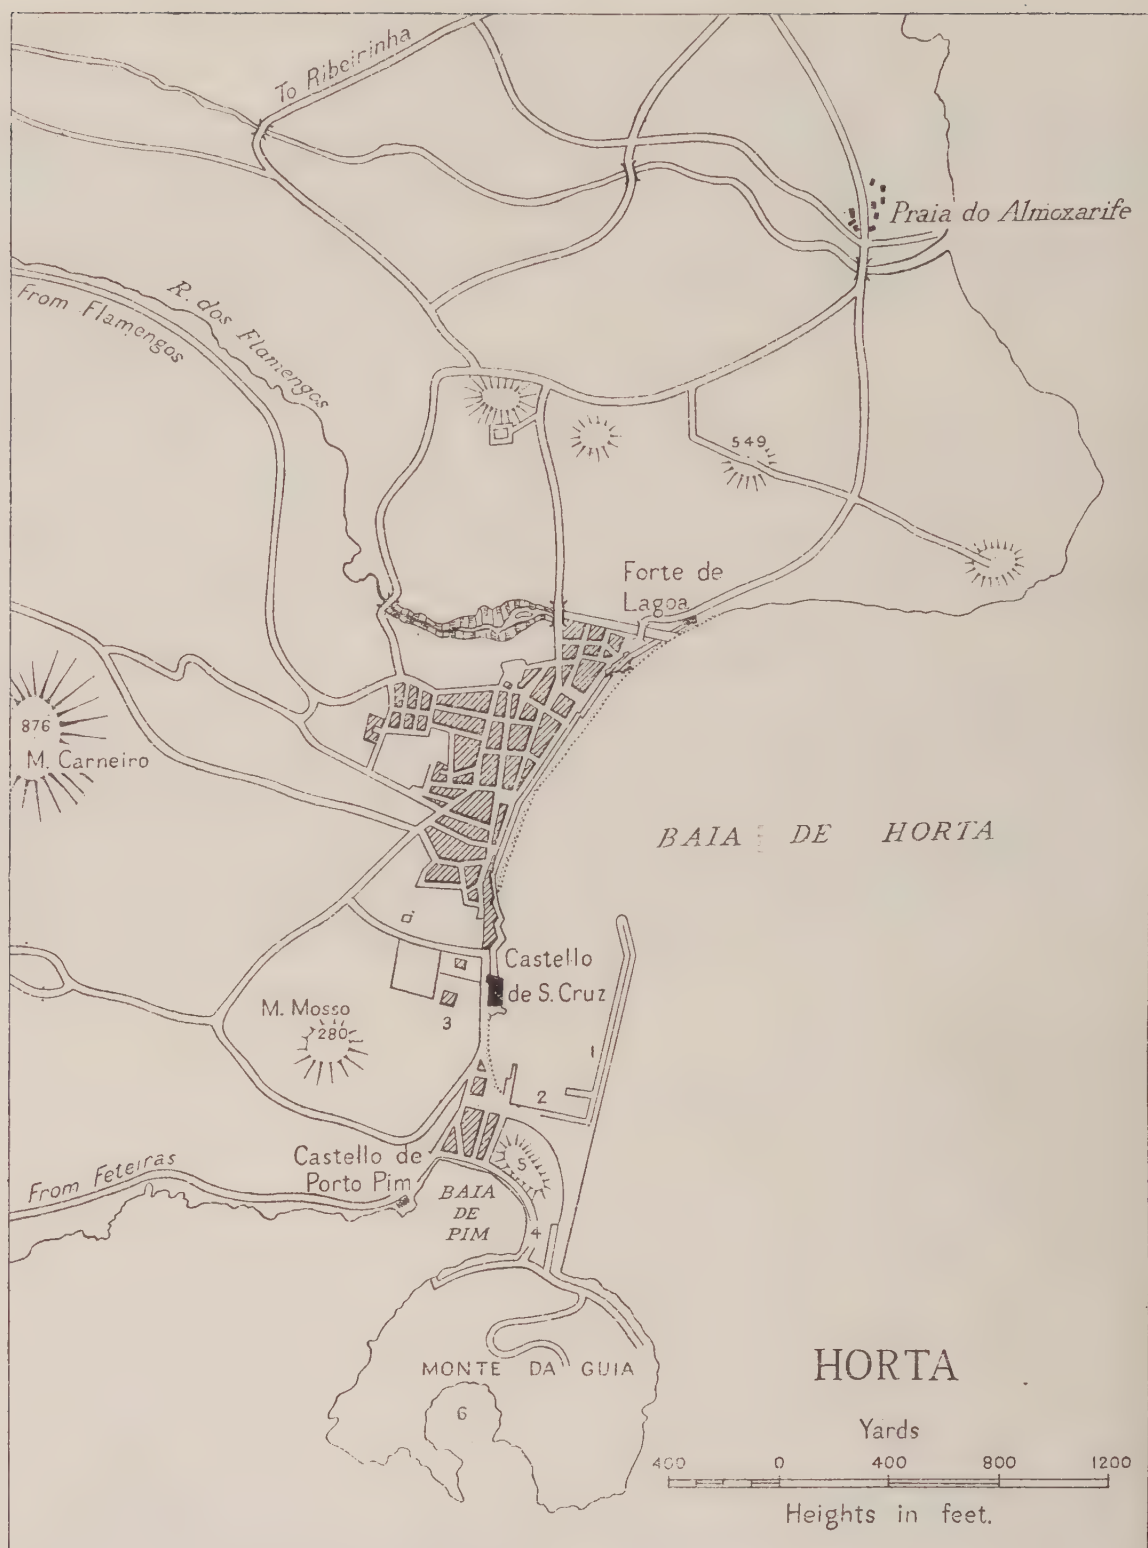 To Ribeirinha
Praia do Almoxarife
From Flamengos
R. dos Flamengos
549
Forte de
Lagoa
876
M. Carneiro
BAIA DE HORTA
Castello
de S. Cruz
M. Mosso
280
3
1
2
Castello de
Porto Pim
5
From Feteiras
BAIA
DE
PIM
4
MONTE DA GUIA
6
HORTA
Yards
400 0 400 800 1200
Heights in feet.